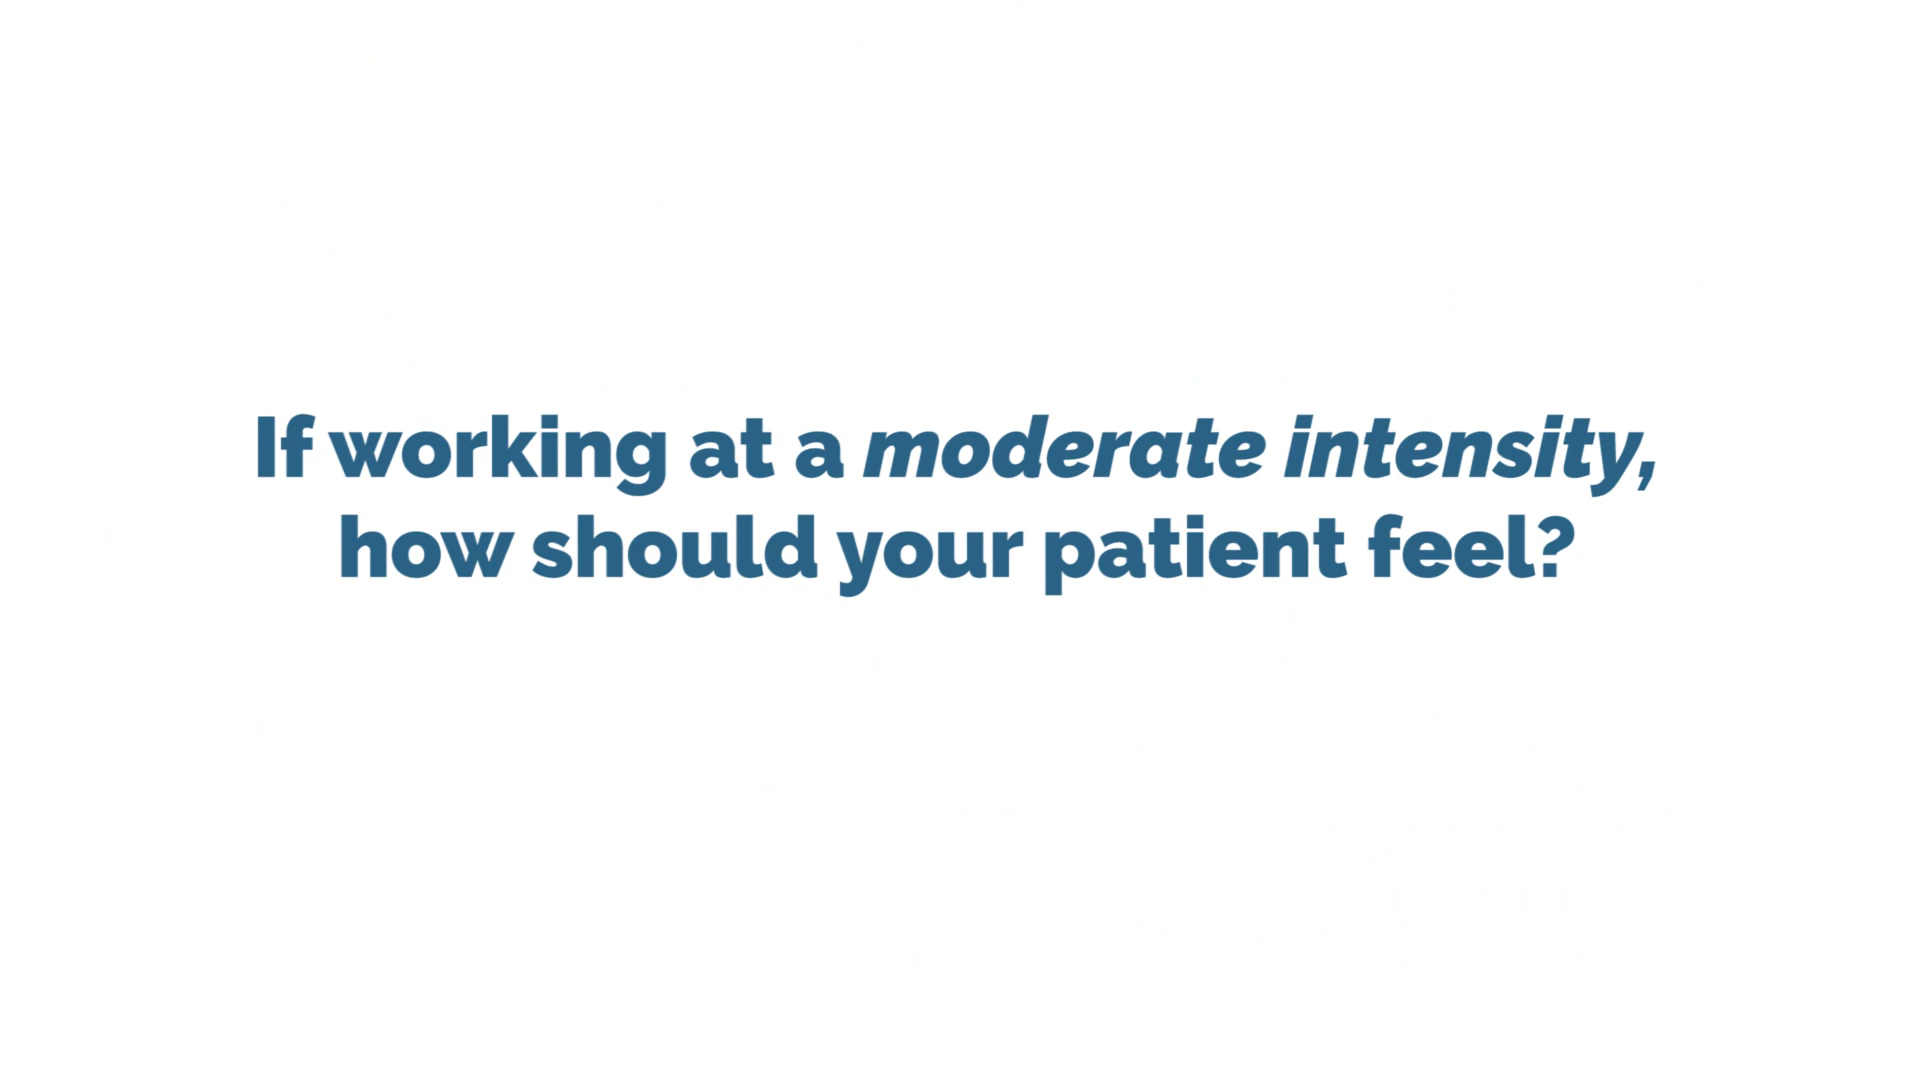 If working at a moderate intensity,
how should your patient feel?